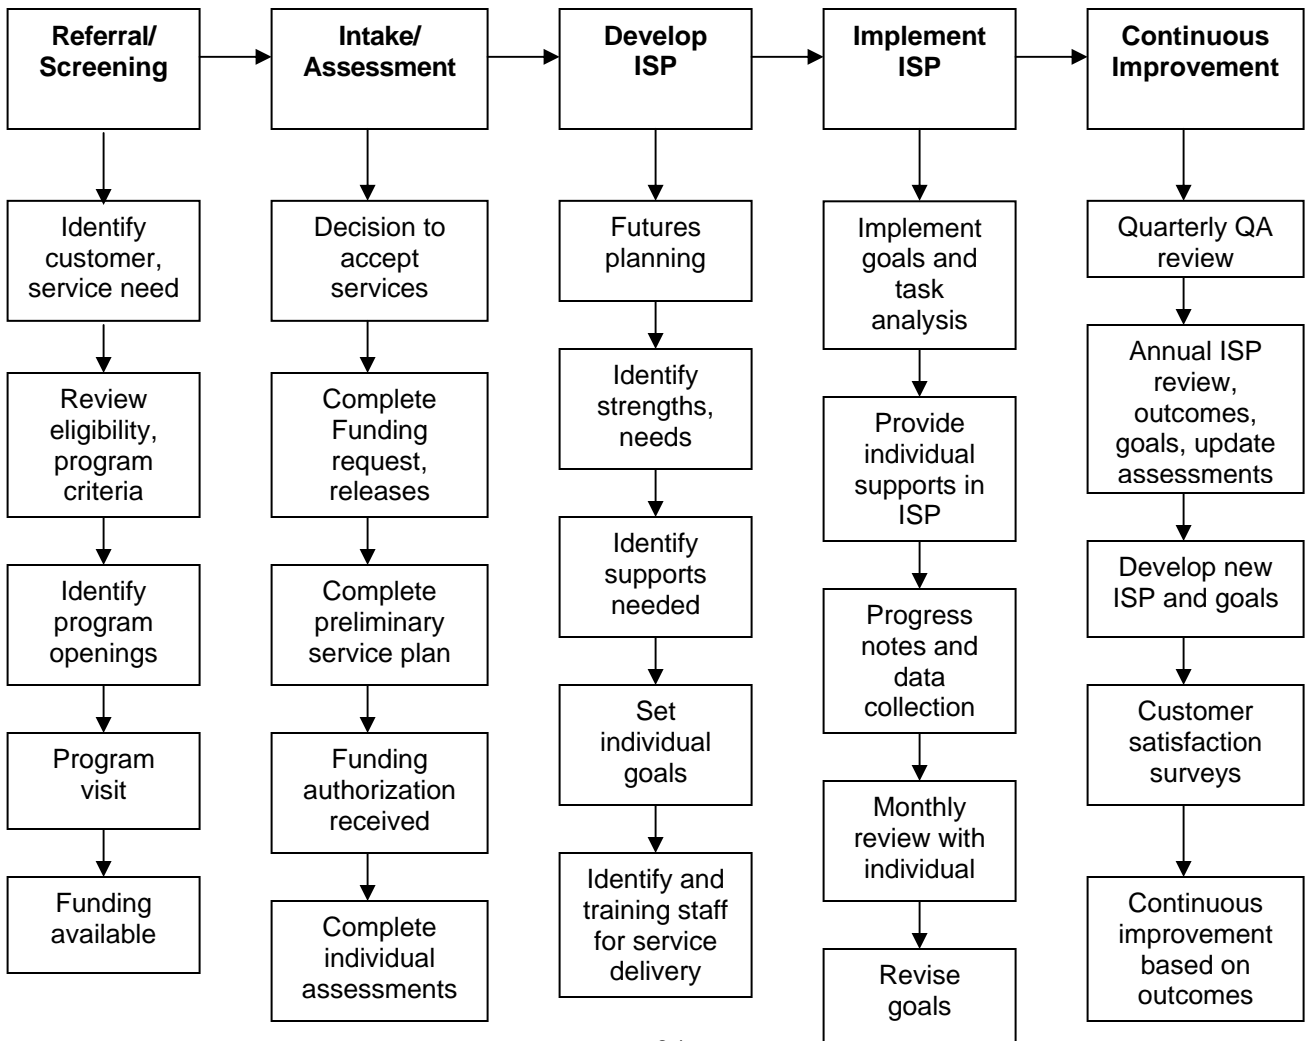 Referral/
Screening
Intake/
Assessment
Develop
ISP
Implement
ISP
Continuous
Improvement
Identify
customer,
service need
Review
eligibility,
program
criteria
Identify
program
openings
Program
visit
Funding
available
Decision to
accept
services
Complete
Funding
request,
releases
Complete
preliminary
service plan
Funding
authorization
received
Complete
individual
assessments
Futures
planning
Identify
strengths,
needs
Identify
supports
needed
Set
individual
goals
Identify and
training staff
for service
delivery
Implement
goals and
task
analysis
Provide
individual
supports in
ISP
Progress
notes and
data
collection
Monthly
review with
individual
Revise
goals
Quarterly QA
review
Annual ISP
review,
outcomes,
goals, update
assessments
Develop new
ISP and goals
Customer
satisfaction
surveys
Continuous
improvement
based on
outcomes